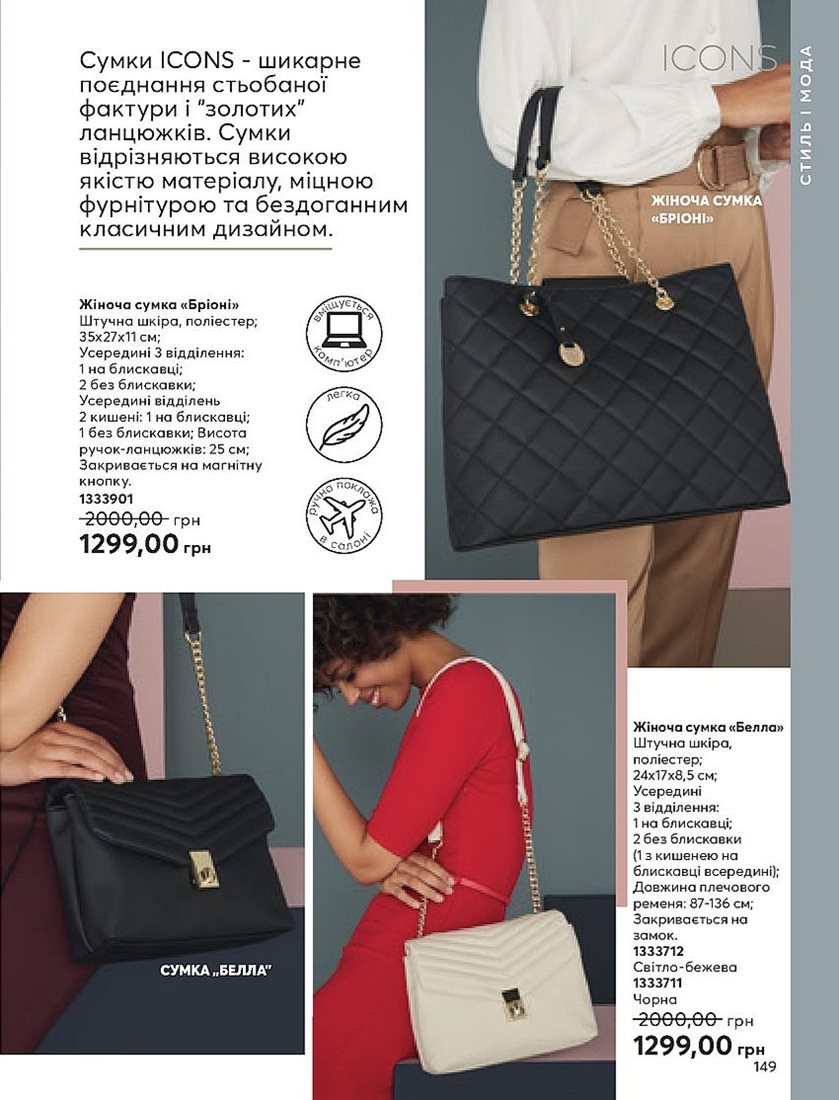 Сумки ICONS - шикарне
поєднання стьобаної
фактури і "золотих"
ланцюжків. Сумки
відрізняються високою
якістю матеріалу, міцною
фурнітурою та бездоганним
класичним дизайном.
ICONS
СТИЛЬ І МОДА
ЖІНОЧА СУМКА
«БРІОНІ»
Жіноча сумка «Бріоні»
Штучна шкіра, поліестер;
35х27х11 см;
Усередині 3 відділення:
1 на блискавці;
2 без блискавки;
Усередині відділень
2 кишені: 1 на блискавці;
1 без блискавки; Висота
ручок-ланцюжків: 25 см;
Закривається на магнітну
кнопку.
1333901
2000,00 грн
1299,00 грн
вміщується
комп'ютер
легка
ручна поклажа
в салоні
СУМКА „БЕЛЛА"
Жіноча сумка «Белла»
Штучна шкіра,
поліестер;
24х17х8,5 см;
Усередині
3 відділення:
1 на блискавці;
2 без блискавки
(1 з кишенею на
блискавці всередині);
Довжина плечового
ременя: 87-136 см;
Закривається на
замок.
1333712
Світло-бежева
1333711
Чорна
2000,00 грн
1299,00 грн
149